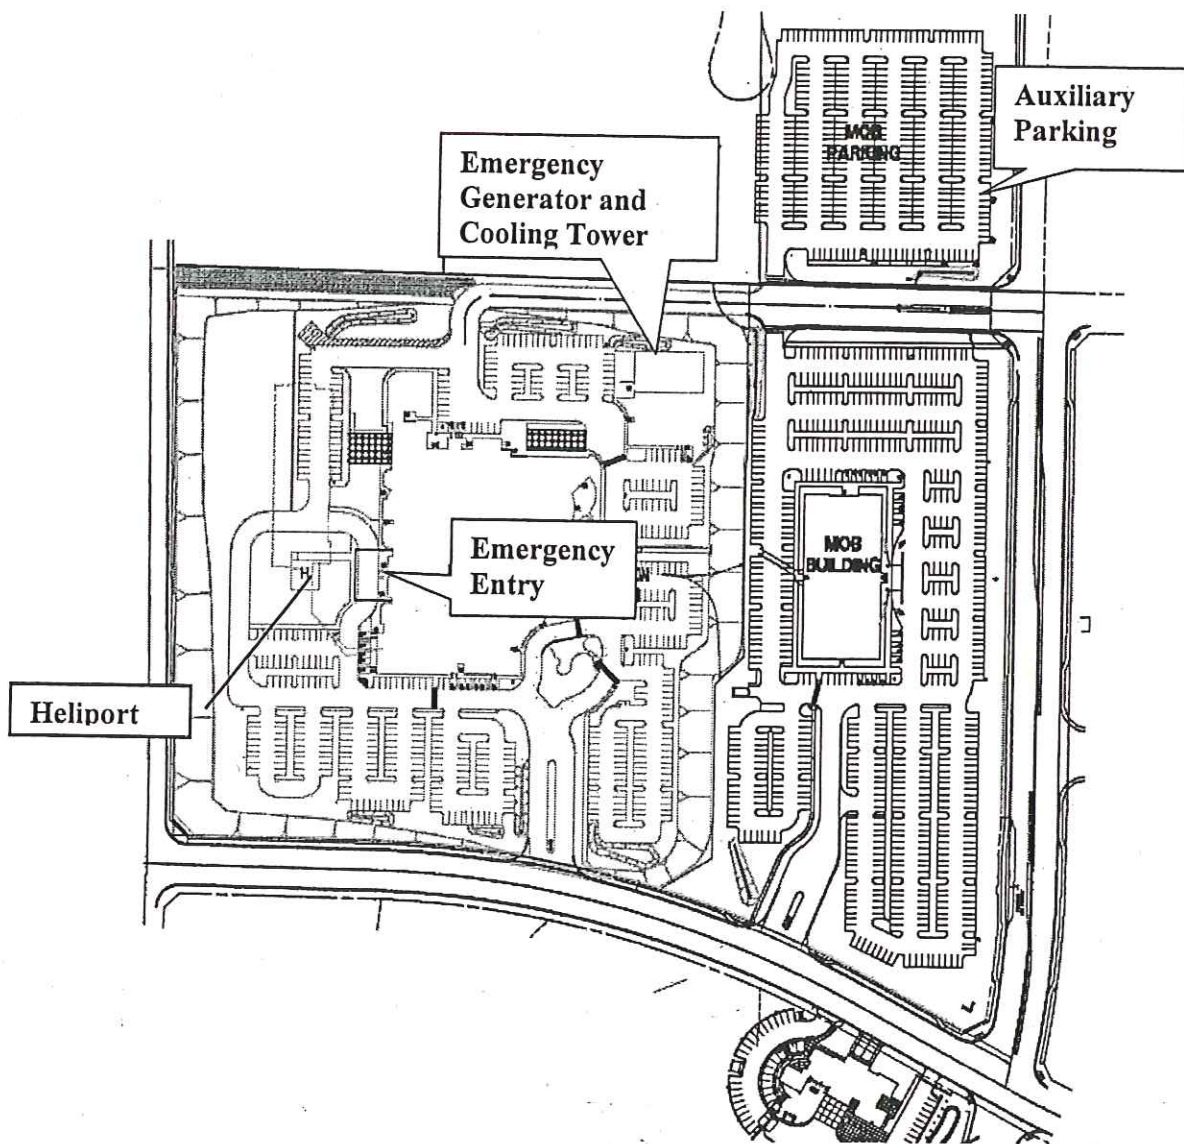 Auxiliary
Parking
MOB
PARKING
Emergency
Generator and
Cooling Tower
Emergency
Entry
MOB
BUILDING
H
Heliport